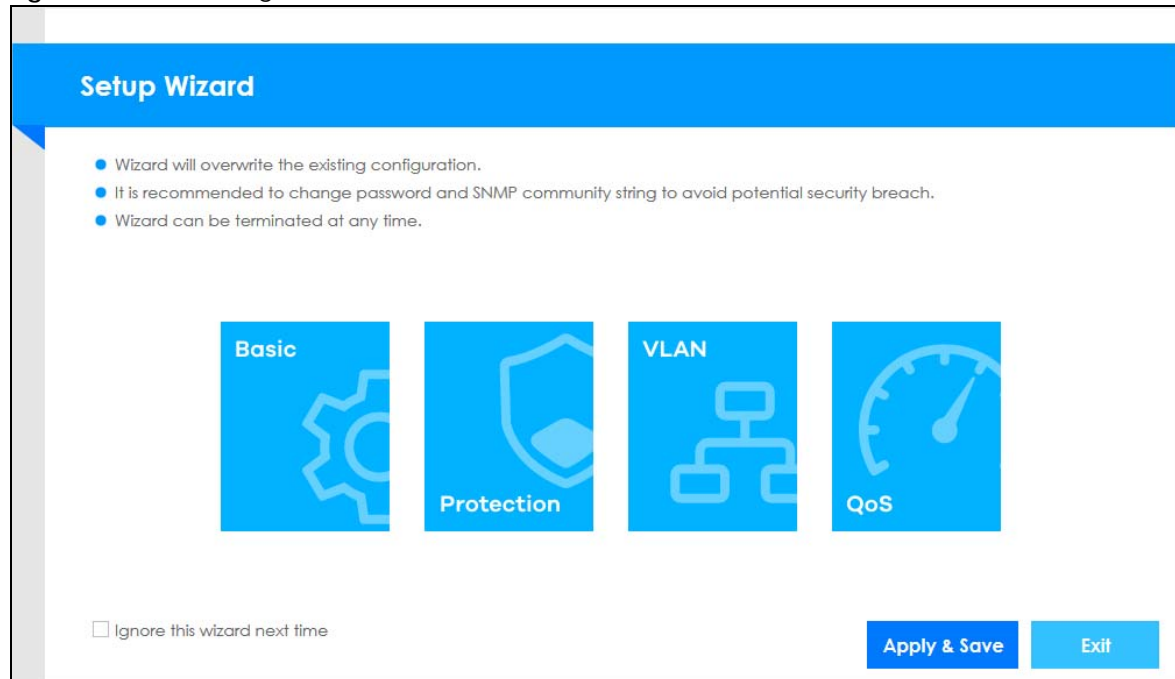 Setup Wizard
Wizard will overwrite the existing configuration.
It is recommended to change password and SNMP community string to avoid potential security breach.
Wizard can be terminated at any time.
Basic
Protection
VLAN
QoS
Ignore this wizard next time
Apply & Save
Exit